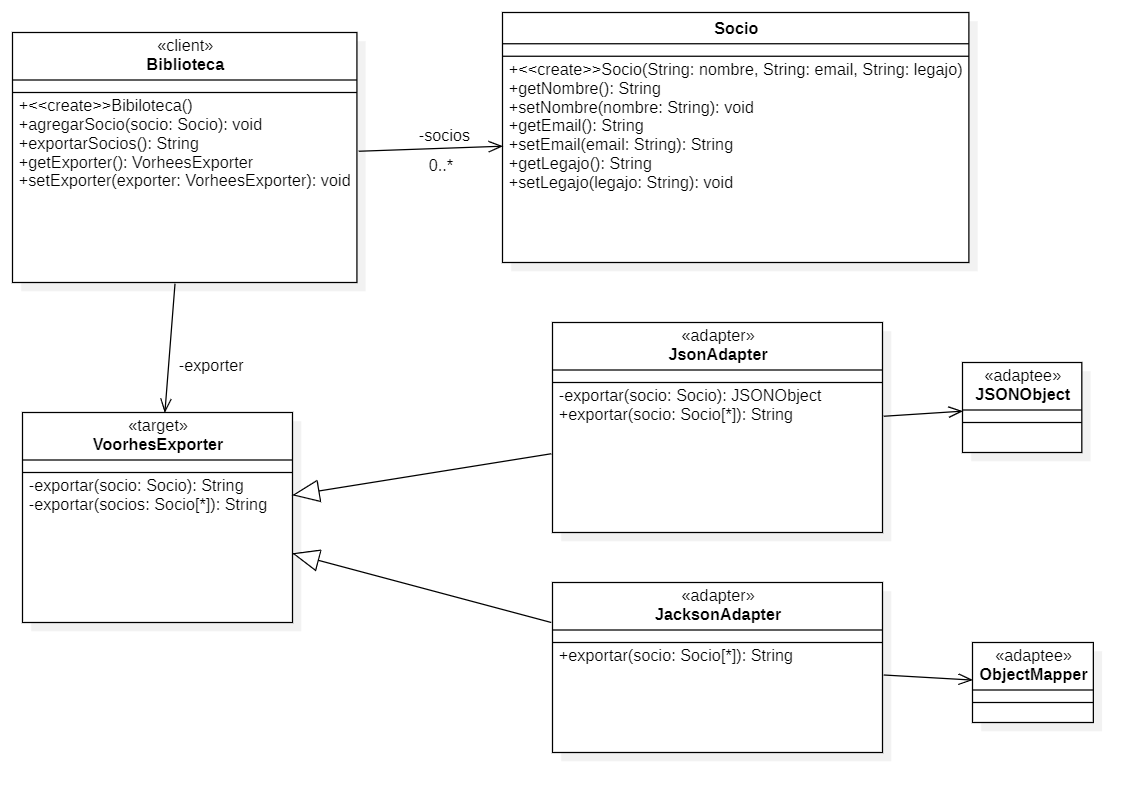 «client»
Biblioteca
+<<create>>Bibiloteca()
+agregarSocio(socio: Socio): void
+exportarSocios(): String
+getExporter(): VorheesExporter
+setExporter(exporter: VorheesExporter): void
-socios
0..*
Socio
+<<create>>Socio(String: nombre, String: email, String: legajo)
+getNombre(): String
+setNombre(nombre: String): void
+getEmail(): String
+setEmail(email: String): String
+getLegajo(): String
+setLegajo(legajo: String): void
-exporter
«target»
VoorhesExporter
-exportar(socio: Socio): String
-exportar(socios: Socio[*]): String
«adapter»
JsonAdapter
-exportar(socio: Socio): JSONObject
+exportar(socio: Socio[*]): String
«adaptee»
JSONObject
«adapter»
JacksonAdapter
+exportar(socio: Socio[*]): String
«adaptee»
ObjectMapper